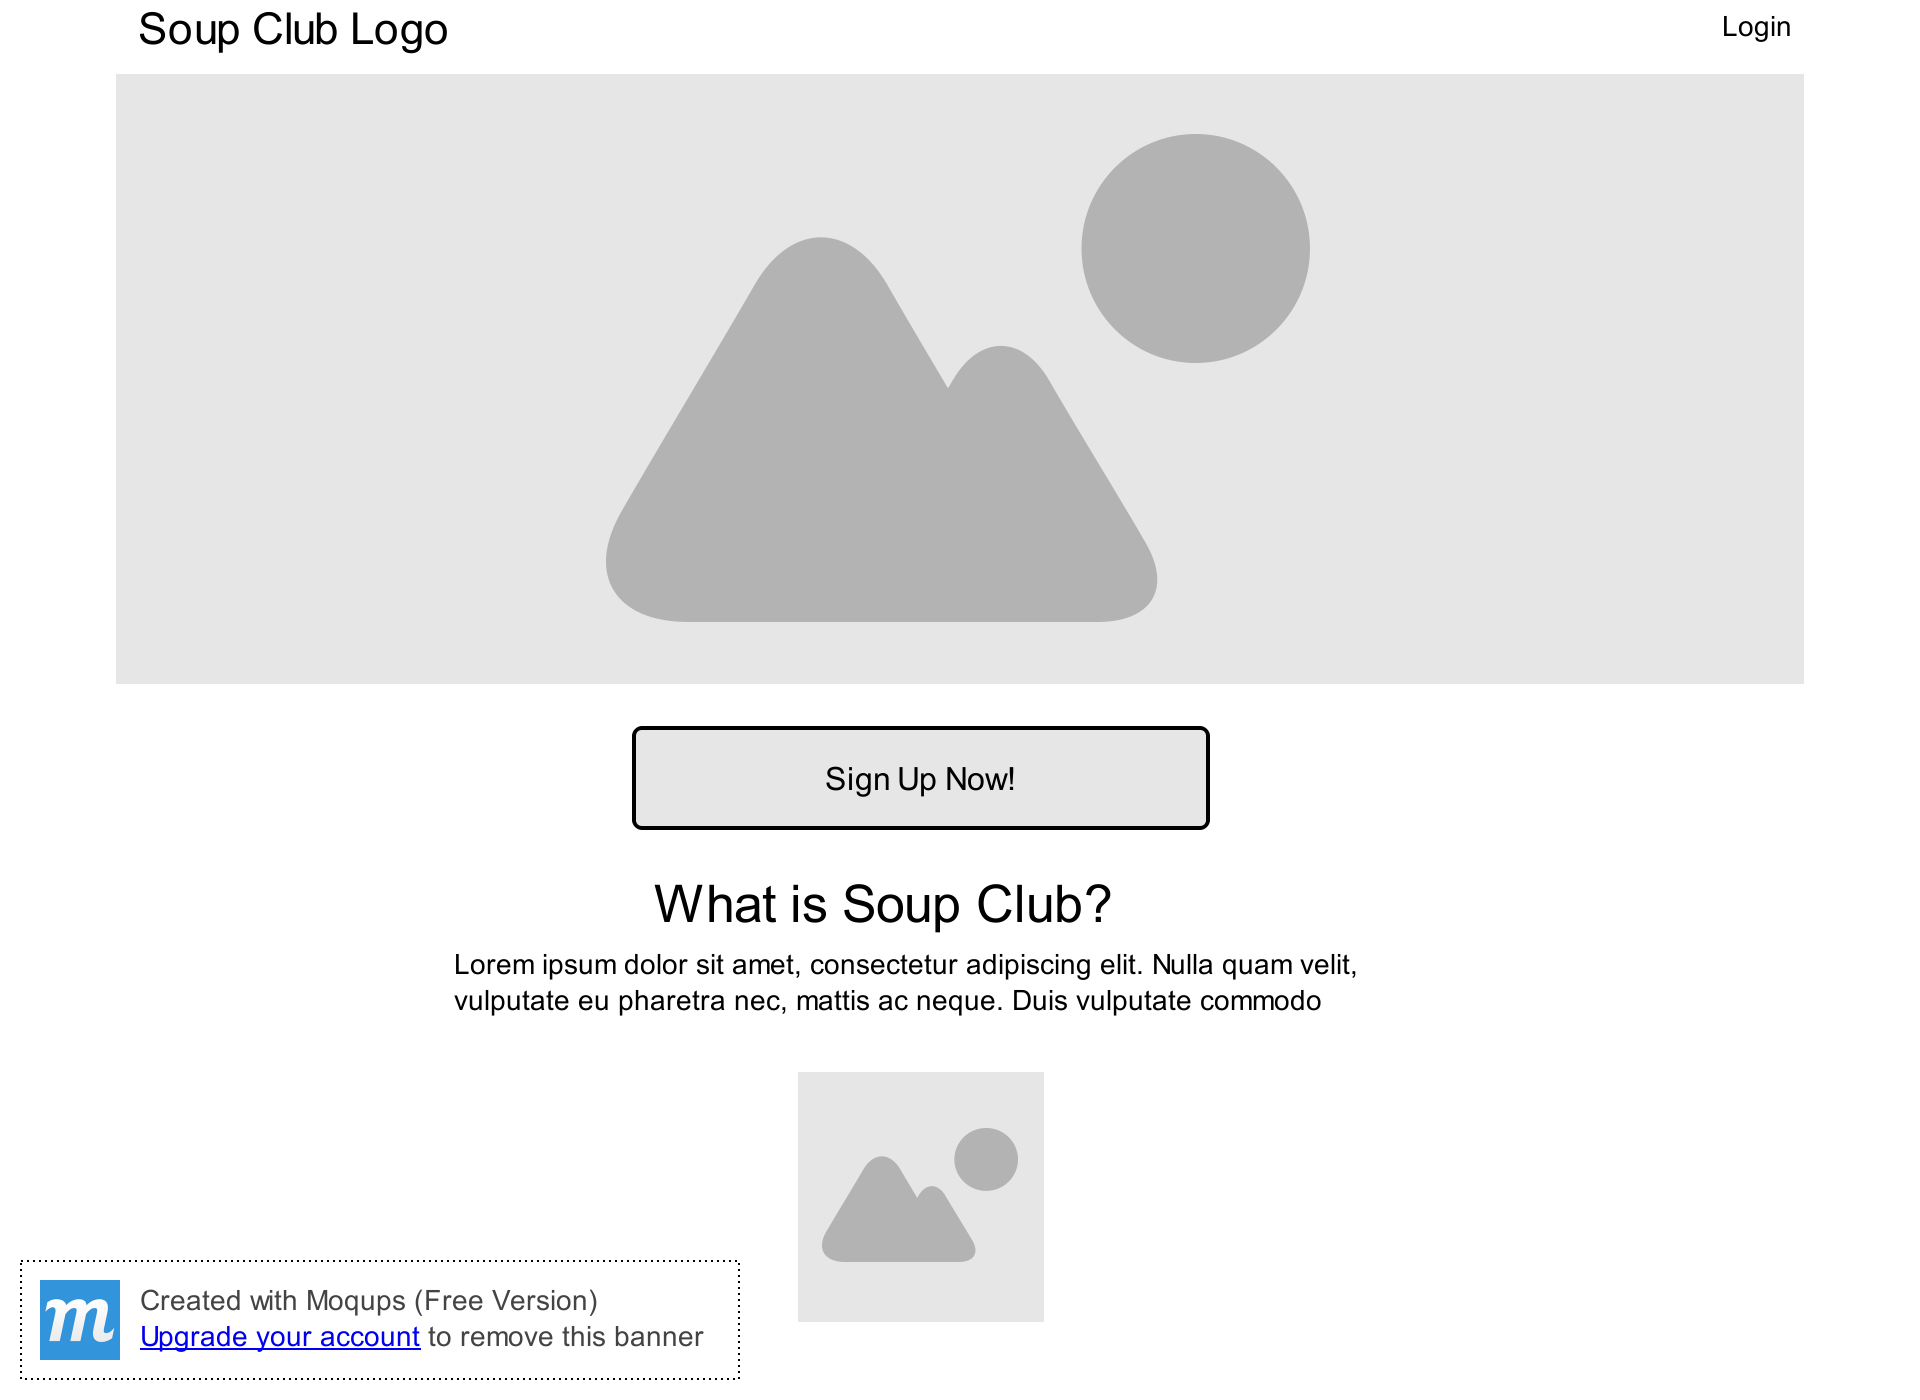 Soup Club Logo
Login
Sign Up Now!
What is Soup Club?
Lorem ipsum dolor sit amet, consectetur adipiscing elit. Nulla quam velit,
vulputate eu pharetra nec, mattis ac neque. Duis vulputate commodo
m
Created with Moqups (Free Version)
Upgrade your account to remove this banner